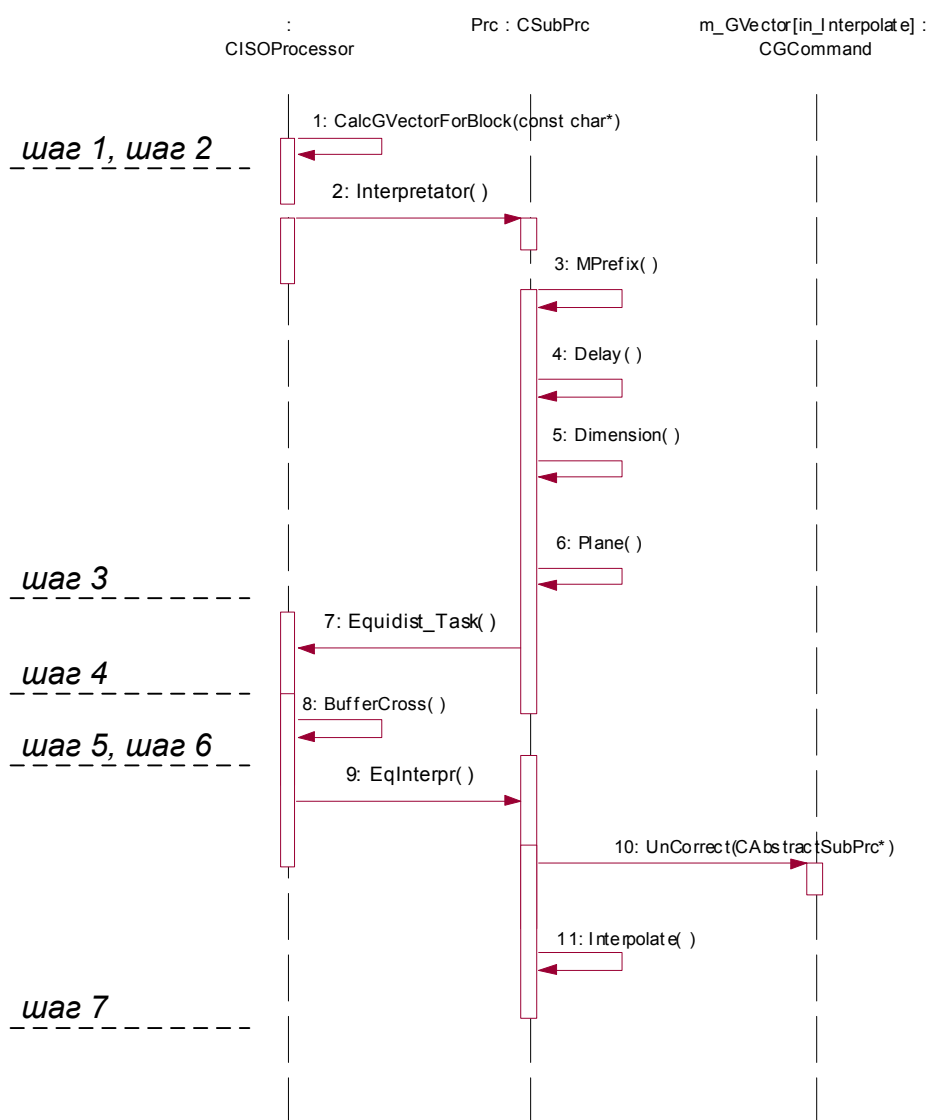 :
CISOProcessor
Prc : CSubPrc
m_GVector[in_Interpolate] :
CGCommand
1: CalcGVectorForBlock(const char*)
шаг 1, шаг 2
2: Interpretator( )
3: MPrefix( )
4: Delay( )
5: Dimension( )
6: Plane( )
шаг 3
7: Equidist_Task( )
шаг 4
8: BufferCross( )
шаг 5, шаг 6
9: EqInterpr( )
10: UnCorrect(CAbstractSubPrc*)
11: Interpolate( )
шаг 7